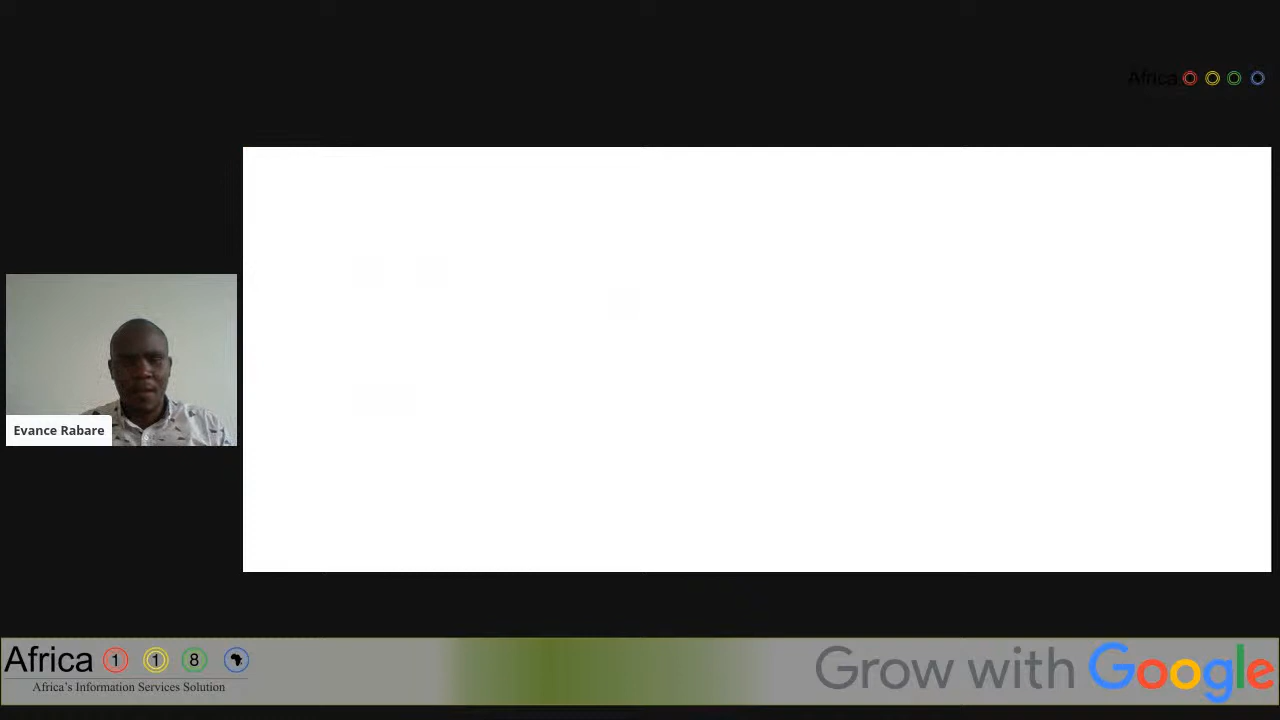 Africa
Evance Rabare
Africa 1 1 8
Africa's Information Services Solution
Grow with Google